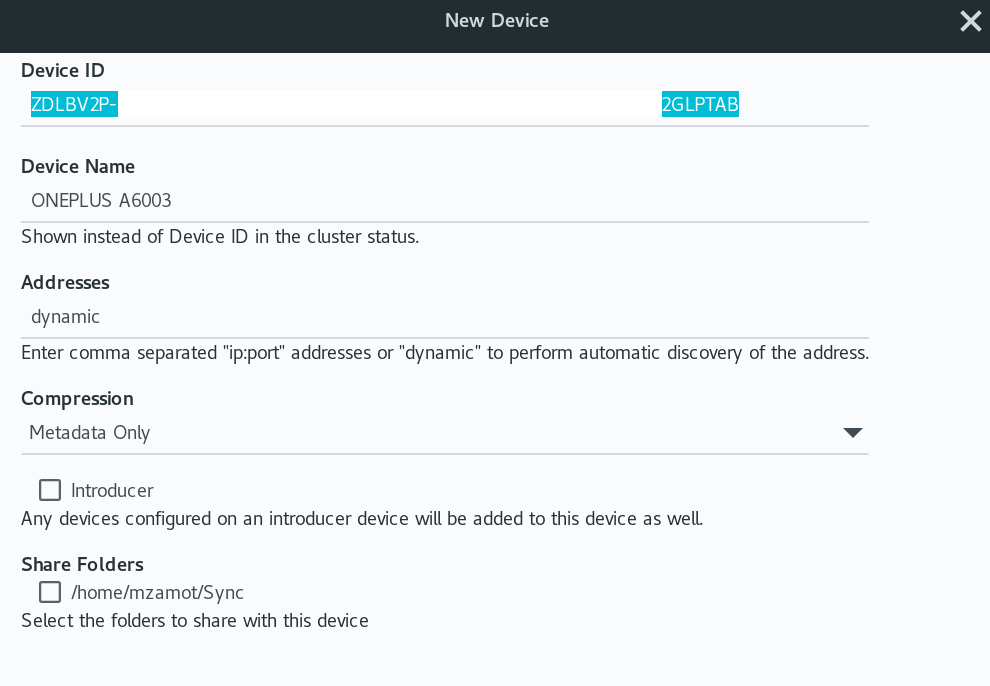 New Device
Device ID
ZDLBV2P- 2GLPTAB
Device Name
ONEPLUS A6003
Shown instead of Device ID in the cluster status.
Addresses
dynamic
Enter comma separated "ip:port" addresses or "dynamic" to perform automatic discovery of the address.
Compression
Metadata Only
Introducer
Any devices configured on an introducer device will be added to this device as well.
Share Folders
/home/mzamot/Sync
Select the folders to share with this device